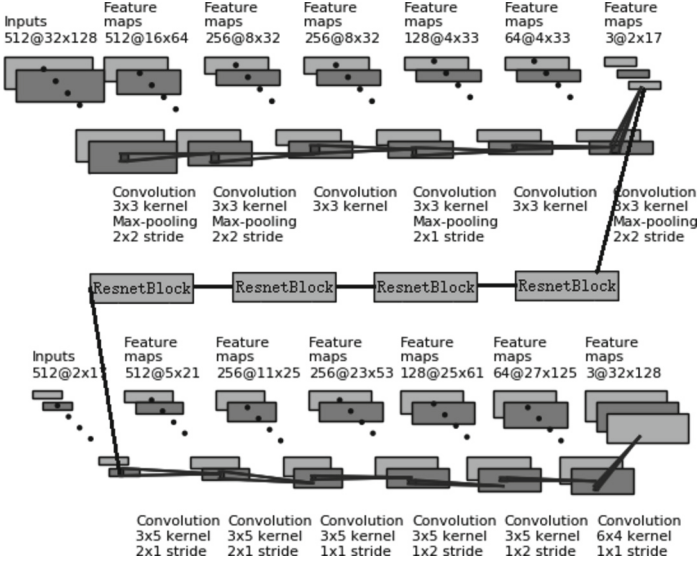 Inputs
512@32x128
Feature
maps
512@16x64
Feature
maps
256@8x32
Feature
maps
256@8x32
Feature
maps
128@4x33
Feature
maps
64@4x33
Feature
maps
3@2x17
Convolution
3x3 kernel
Max-pooling
2x2 stride
Convolution
3x3 kernel
Max-pooling
2x2 stride
Convolution
3x3 kernel
Convolution
3x3 kernel
Max-pooling
2x1 stride
Convolution
3x3 kernel
Convolution
3x3 kernel
Max-pooling
2x2 stride
ResnetBlock
ResnetBlock
ResnetBlock
ResnetBlock
Inputs
512@2x17
Feature
maps
512@5x21
Feature
maps
256@11x25
Feature
maps
256@23x53
Feature
maps
128@25x61
Feature
maps
64@27x125
Feature
maps
3@32x128
Convolution
3x5 kernel
2x1 stride
Convolution
3x5 kernel
2x1 stride
Convolution
3x5 kernel
1x1 stride
Convolution
3x5 kernel
1x2 stride
Convolution
3x5 kernel
1x2 stride
Convolution
6x4 kernel
1x1 stride